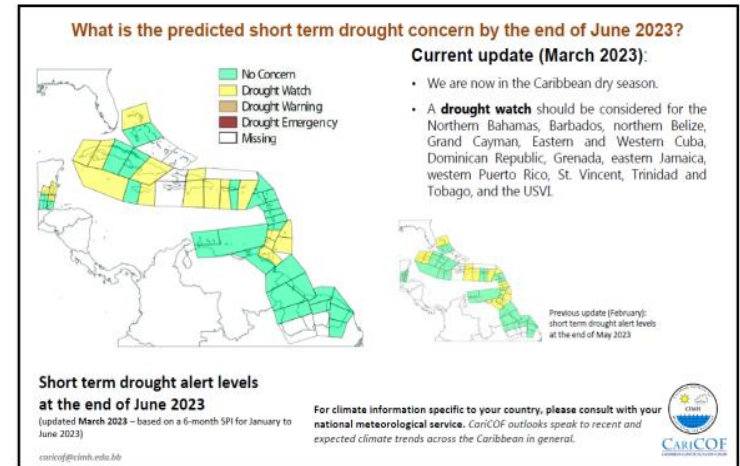 What is the predicted short term drought concern by the end of June 2023?
No Concern
Drought Watch
Drought Warning
Drought Emergency
Missing
Current update (March 2023):
• We are now in the Caribbean dry season.
• A drought watch should be considered for the
Northern Bahamas, Barbados, northern Belize,
Grand Cayman, Eastern and Western Cuba,
Dominican Republic, Grenada, eastern Jamaica,
western Puerto Rico, St. Vincent, Trinidad and
Tobago, and the USVI.
Previous update (February):
short term drought alert levels
at the end of May 2023
Short term drought alert levels
at the end of June 2023
(updated March 2023 – based on a 6-month SPI for January to
June 2023)
caricof@cimh.edu.bb
For climate information specific to your country, please consult with your
national meteorological service. CariCOF outlooks speak to recent and
expected climate trends across the Caribbean in general.
CIMH
CARICOF